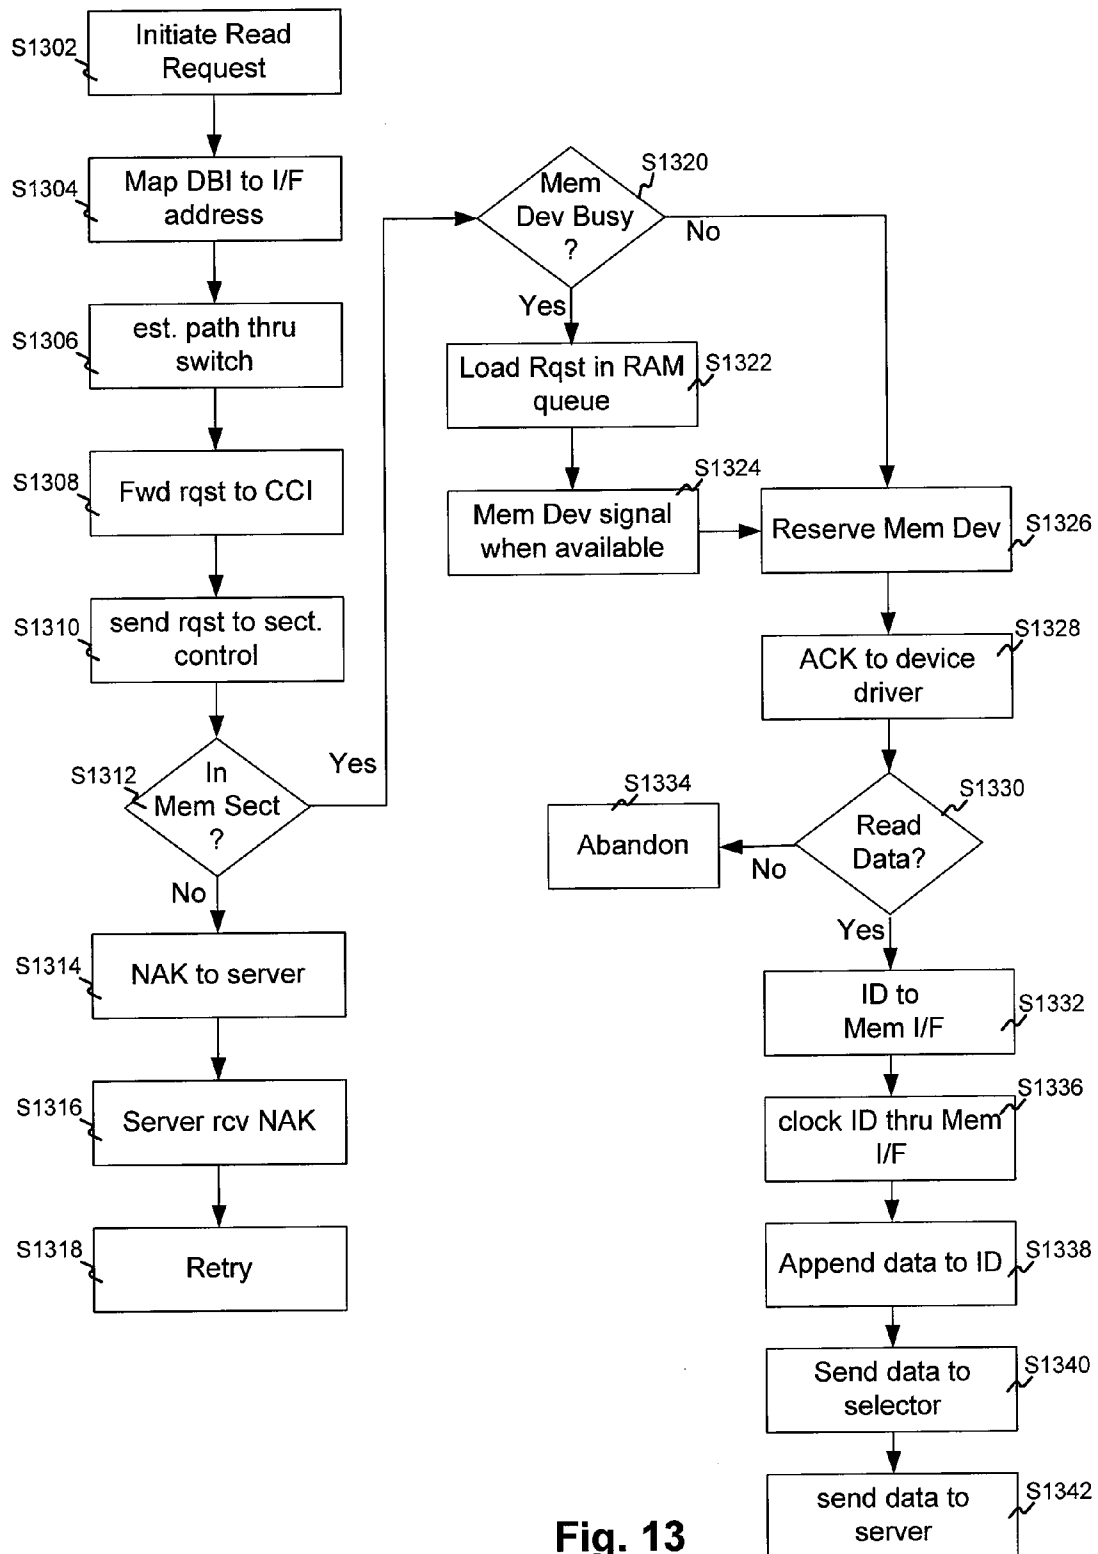 S1302
Initiate Read
Request
S1304
Map DBI to I/F
address
S1306
est. path thru
switch
S1308
Fwd rqst to CCI
S1310
send rqst to sect.
control
S1312
In
Mem Sect
?
Yes
No
S1314
NAK to server
S1316
Server rcv NAK
S1318
Retry
S1320
Mem
Dev Busy
?
No
Yes
S1322
Load Rqst in RAM
queue
S1324
Mem Dev signal
when available
S1326
Reserve Mem Dev
S1328
ACK to device
driver
S1330
Read
Data?
No
S1334
Abandon
Yes
S1332
ID to
Mem I/F
S1336
clock ID thru Mem
I/F
S1338
Append data to ID
S1340
Send data to
selector
S1342
send data to
server
Fig. 13